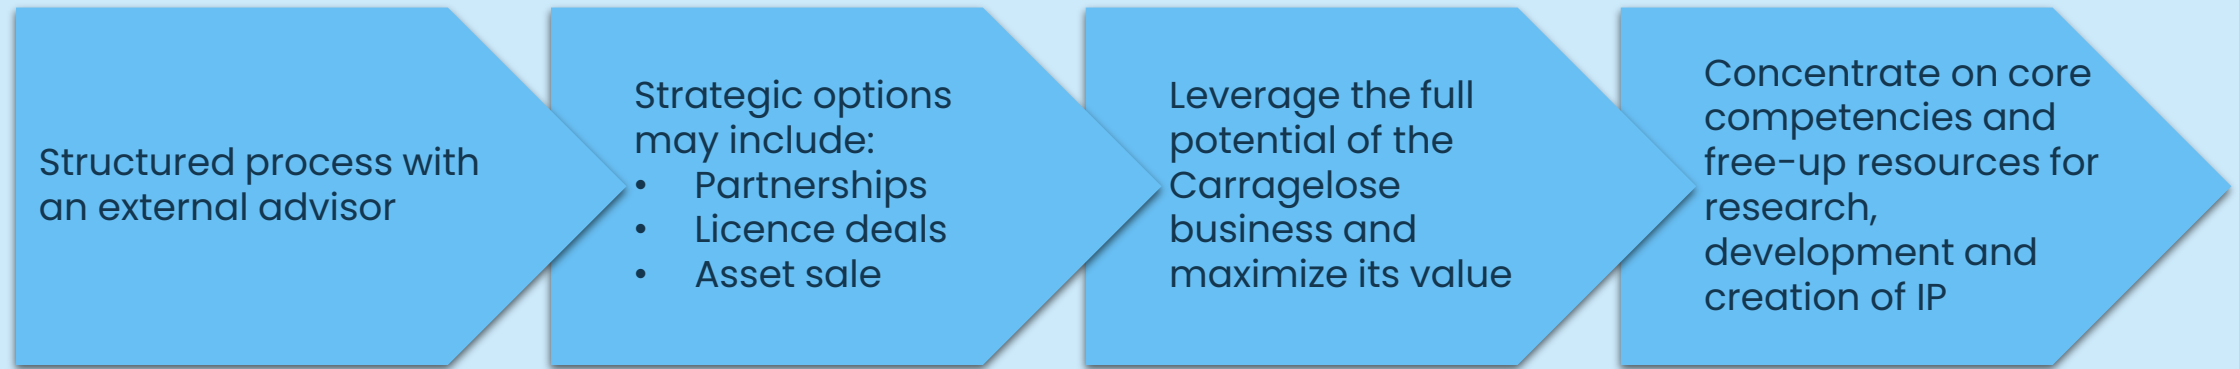 Structured process with
an external advisor
Strategic options
may include:
• Partnerships
• Licence deals
• Asset sale
Leverage the full
potential of the
Carragelose
business and
maximize its value
Concentrate on core
competencies and
free-up resources for
research,
development and
creation of IP